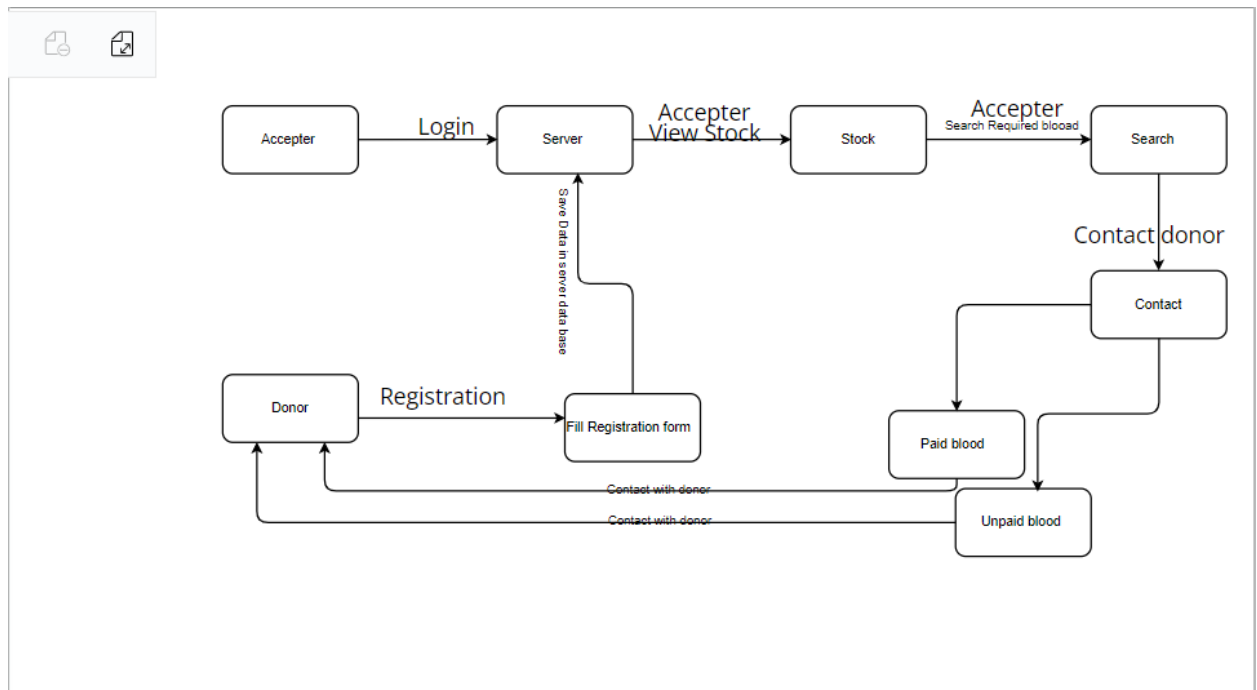 Accepter
Login
Server
Accepter
View Stock
Stock
Accepter
Search Required blooad
Search
Save Data in server data base
Contact donor
Contact
Donor
Registration
Fill Registration form
Paid blood
Contact with donor
Unpaid blood
Contact with donor